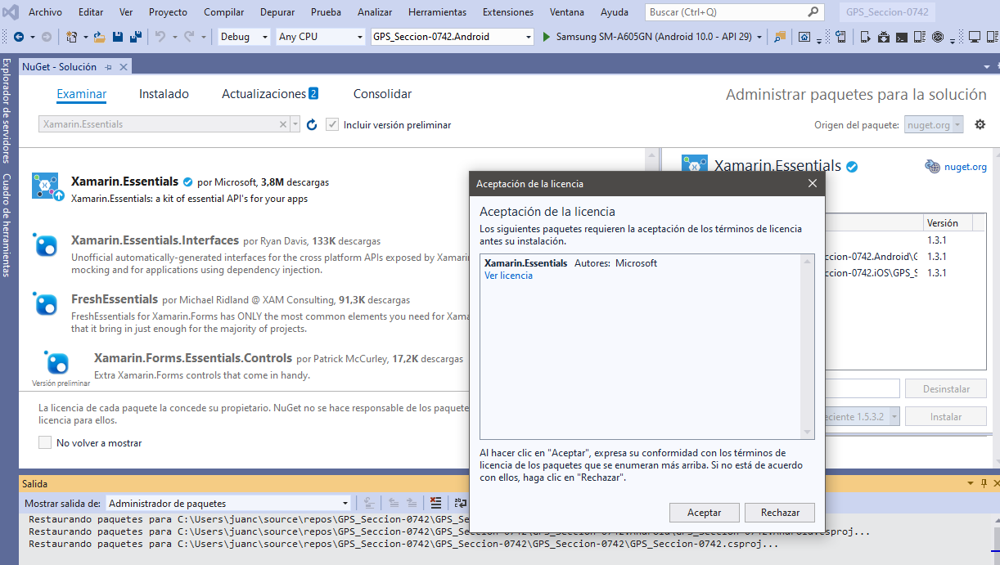 Archivo Editar Ver Proyecto Compilar Depurar Prueba Analizar Herramientas Extensiones Ventana Ayuda Buscar (Ctrl+Q) GPS_Seccion-0742
Debug Any CPU GPS_Seccion-0742.Android Samsung SM-A605GN (Android 10.0 - API 29)
Explorador de servidores
Cuadro de herramientas
NuGet - Solución
Examinar Instalado Actualizaciones 2 Consolidar
Administrar paquetes para la solución
Xamarin.Essentials
Incluir versión preliminar
Origen del paquete: nuget.org
Xamarin.Essentials por Microsoft, 3,8M descargas
Xamarin.Essentials: a kit of essential API's for your apps
Xamarin.Essentials.Interfaces por Ryan Davis, 133K descargas
Unofficial automatically-generated interfaces for the cross platform APIs exposed by Xamarin
mocking and for applications using dependency injection.
FreshEssentials por Michael Ridland @ XAM Consulting, 91,3K descargas
FreshEssentials for Xamarin.Forms has ONLY the most common elements you need for Xama
that it bring in just enough for the majority of projects.
Xamarin.Forms.Essentials.Controls por Patrick McCurley, 17,2K descargas
Extra Xamarin.Forms controls that come in handy.
Versión preliminar
La licencia de cada paquete la concede su propietario. NuGet no se hace responsable de los paquete
licencia para ellos.
No volver a mostrar
Xamarin.Essentials
nuget.org
Versión
1.3.1
ccion-0742.Android\G 1.3.1
ccion-0742.iOS\GPS_S 1.3.1
Desinstalar
eciente 1.5.3.2
Instalar
Aceptación de la licencia
Aceptación de la licencia
Los siguientes paquetes requieren la aceptación de los términos de licencia
antes su instalación.
Xamarin.Essentials Autores: Microsoft
Ver licencia
Al hacer clic en "Aceptar", expresa su conformidad con los términos de
licencia de los paquetes que se enumeran más arriba. Si no está de acuerdo
con ellos, haga clic en "Rechazar".
Aceptar Rechazar
Salida
Mostrar salida de: Administrador de paquetes
Restaurando paquetes para C:\Users\juanc\source\repos\GPS_Seccion-0742\GPS_Se
Restaurando paquetes para C:\Users\juanc\source\repos\GPS_Seccion-0742\GPS_Seccion-0742\GPS_Seccion-0742.Android\GPS_Seccion-0742.Android.csproj...
Restaurando paquetes para C:\Users\juanc\source\repos\GPS_Seccion-0742\GPS_Seccion-0742\GPS_Seccion-0742\GPS_Seccion-0742.csproj...